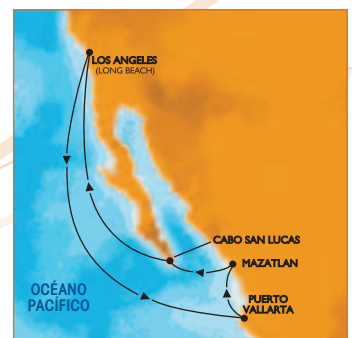 LOS ANGELES
(LONG BEACH)
CABO SAN LUCAS
MAZATLAN
OCÉANO
PACÍFICO
PUERTO
VALLARTA